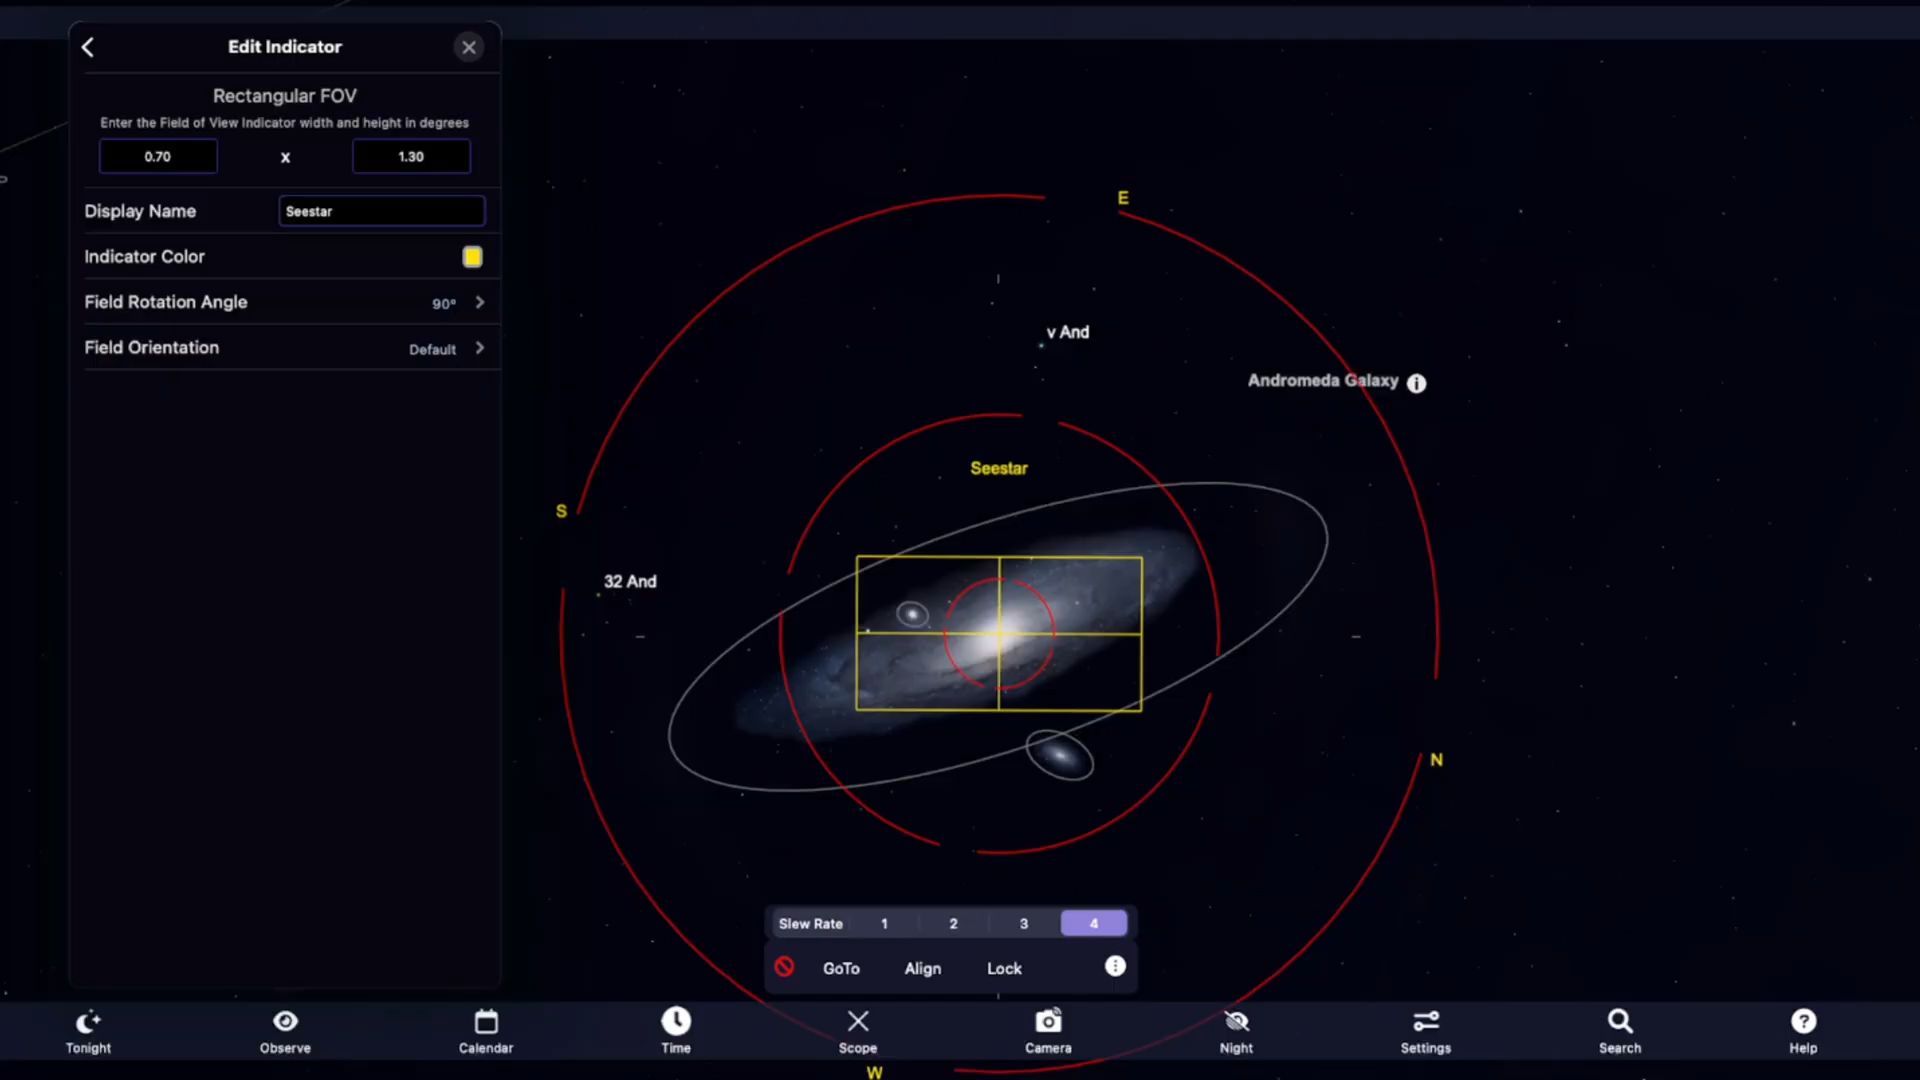 Edit Indicator
Rectangular FOV
Enter the Field of View Indicator width and height in degrees
0.70 x 1.30
Display Name Seestar
Indicator Color
Field Rotation Angle 90°
Field Orientation Default
E
ν And
Andromeda Galaxy i
Seestar
S
32 And
N
Slew Rate 1 2 3 4
GoTo Align Lock
Tonight Observe Calendar Time Scope Camera Night Settings Search Help
W